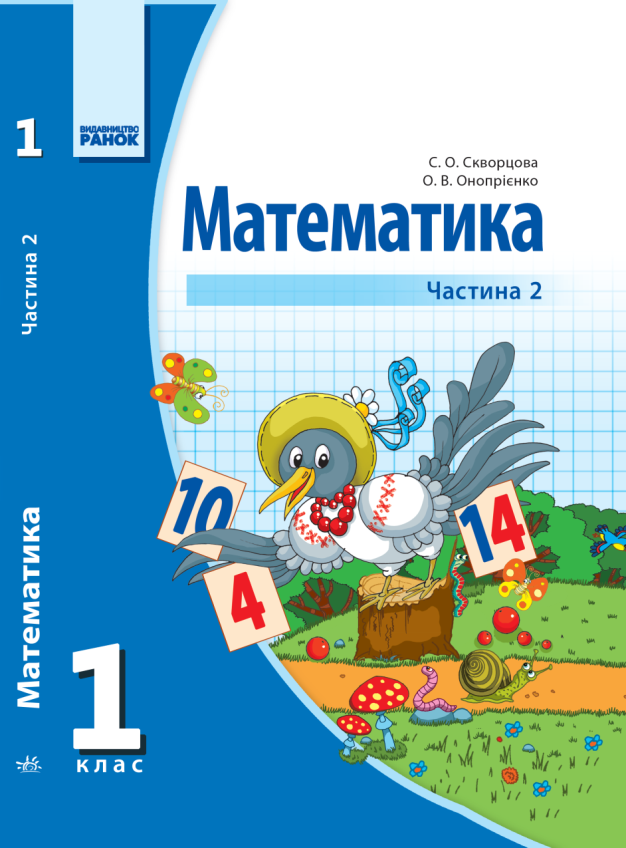 ВИДАВНИЦТВО
РАНОК
1
Частина 2
Математика
1
клас
С. О. Скворцова
О. В. Онопрієнко
Математика
Частина 2
10
4
14